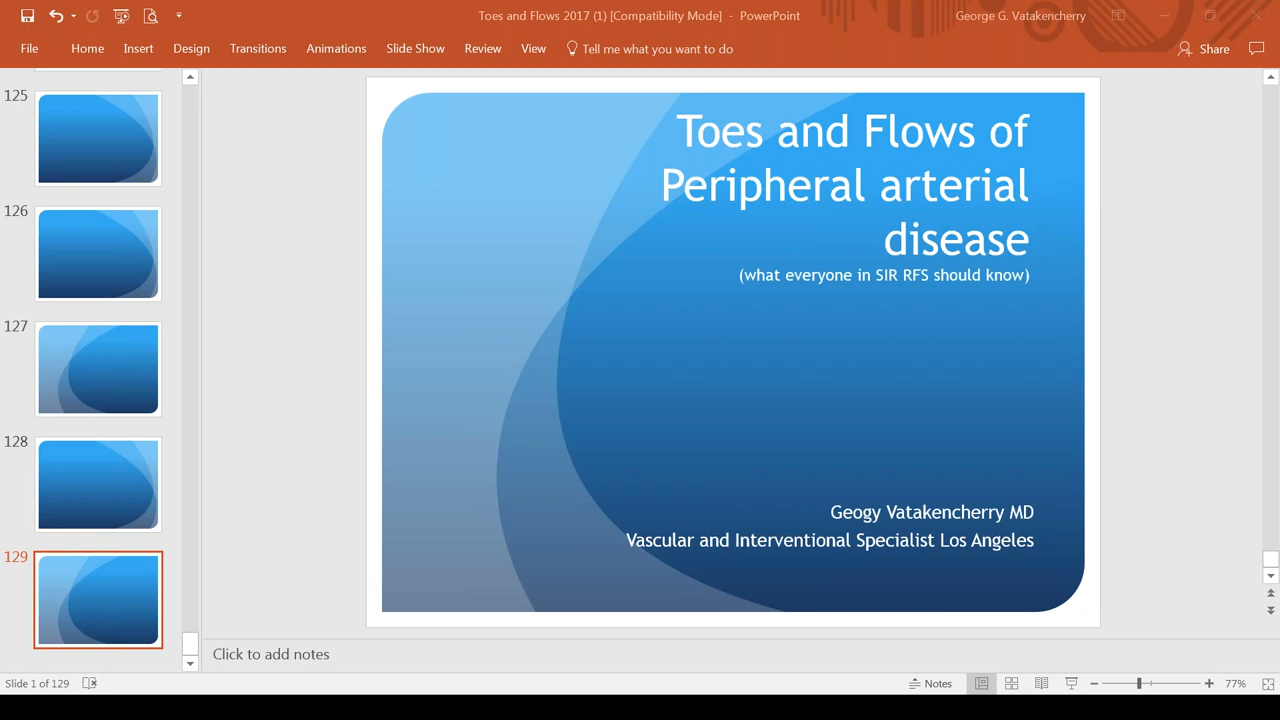 Toes and Flows 2017 (1) [Compatibility Mode] - PowerPoint
George G. Vatakencherry
File Home Insert Design Transitions Animations Slide Show Review View Tell me what you want to do
Share
125
126
127
128
129
Toes and Flows of
Peripheral arterial
disease
(what everyone in SIR RFS should know)
Geogy Vatakencherry MD
Vascular and Interventional Specialist Los Angeles
Click to add notes
Slide 1 of 129
Notes
77%